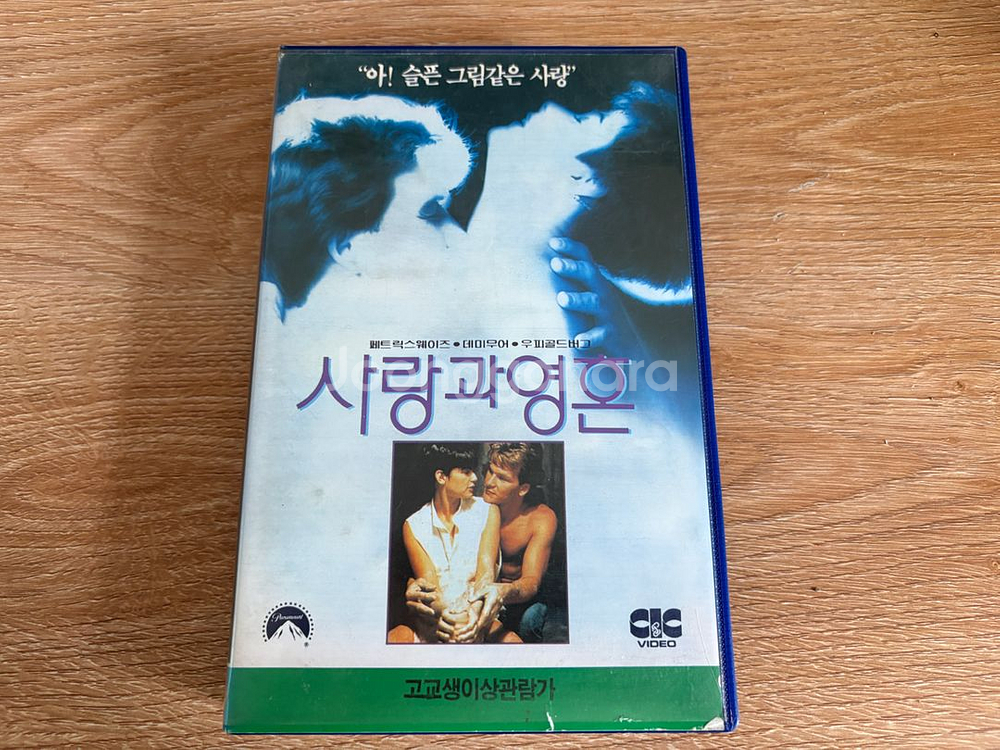 “아! 슬픈 그림같은 사랑”
페트릭스웨이즈 • 데미무어 • 우피골드버그
사랑과영혼
Paramount
CIC
VIDEO
고교생이상관람가